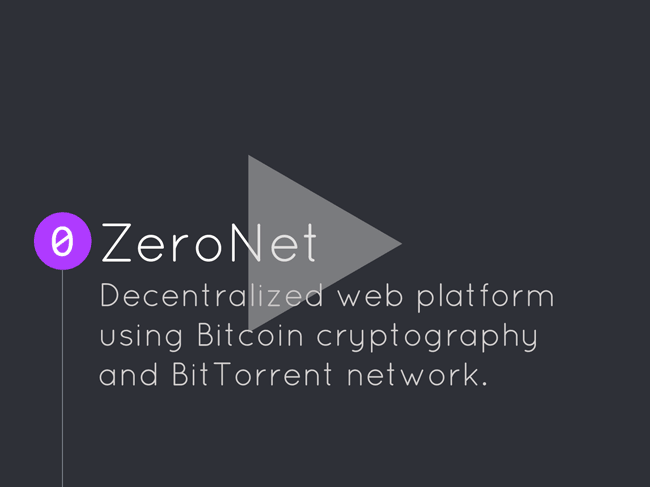 0 ZeroNet
Decentralized web platform
using Bitcoin cryptography
and BitTorrent network.